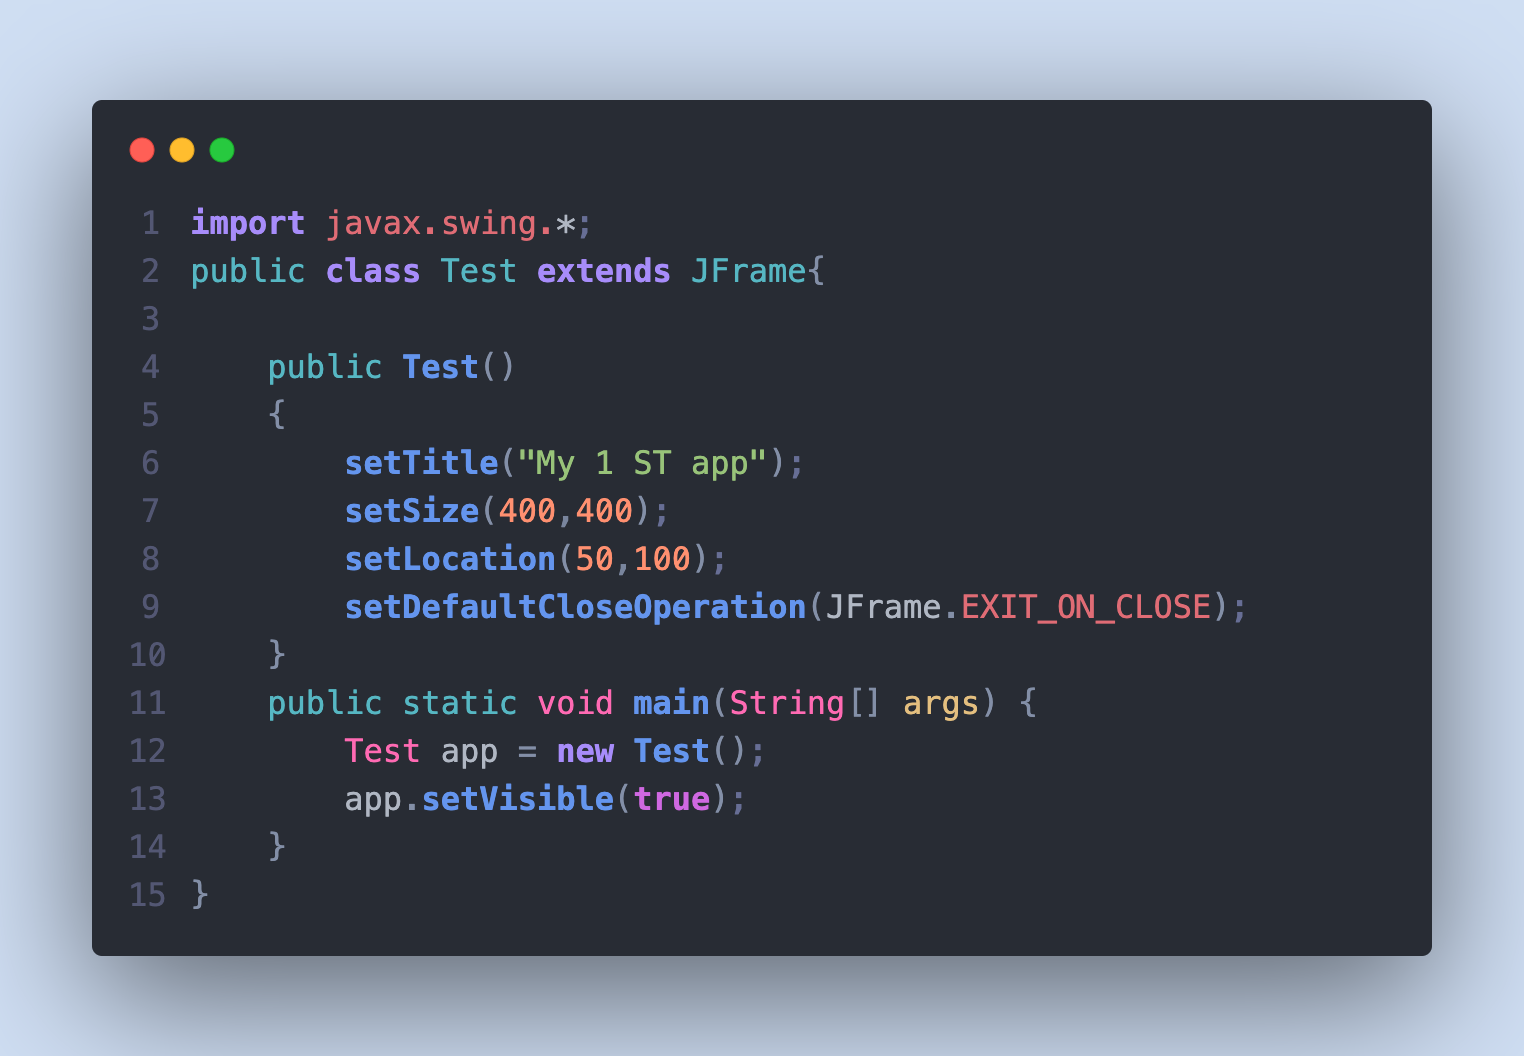 1 import javax.swing.*;
2 public class Test extends JFrame{
3
4     public Test()
5     {
6         setTitle("My 1 ST app");
7         setSize(400,400);
8         setLocation(50,100);
9         setDefaultCloseOperation(JFrame.EXIT_ON_CLOSE);
10     }
11     public static void main(String[] args) {
12         Test app = new Test();
13         app.setVisible(true);
14     }
15 }